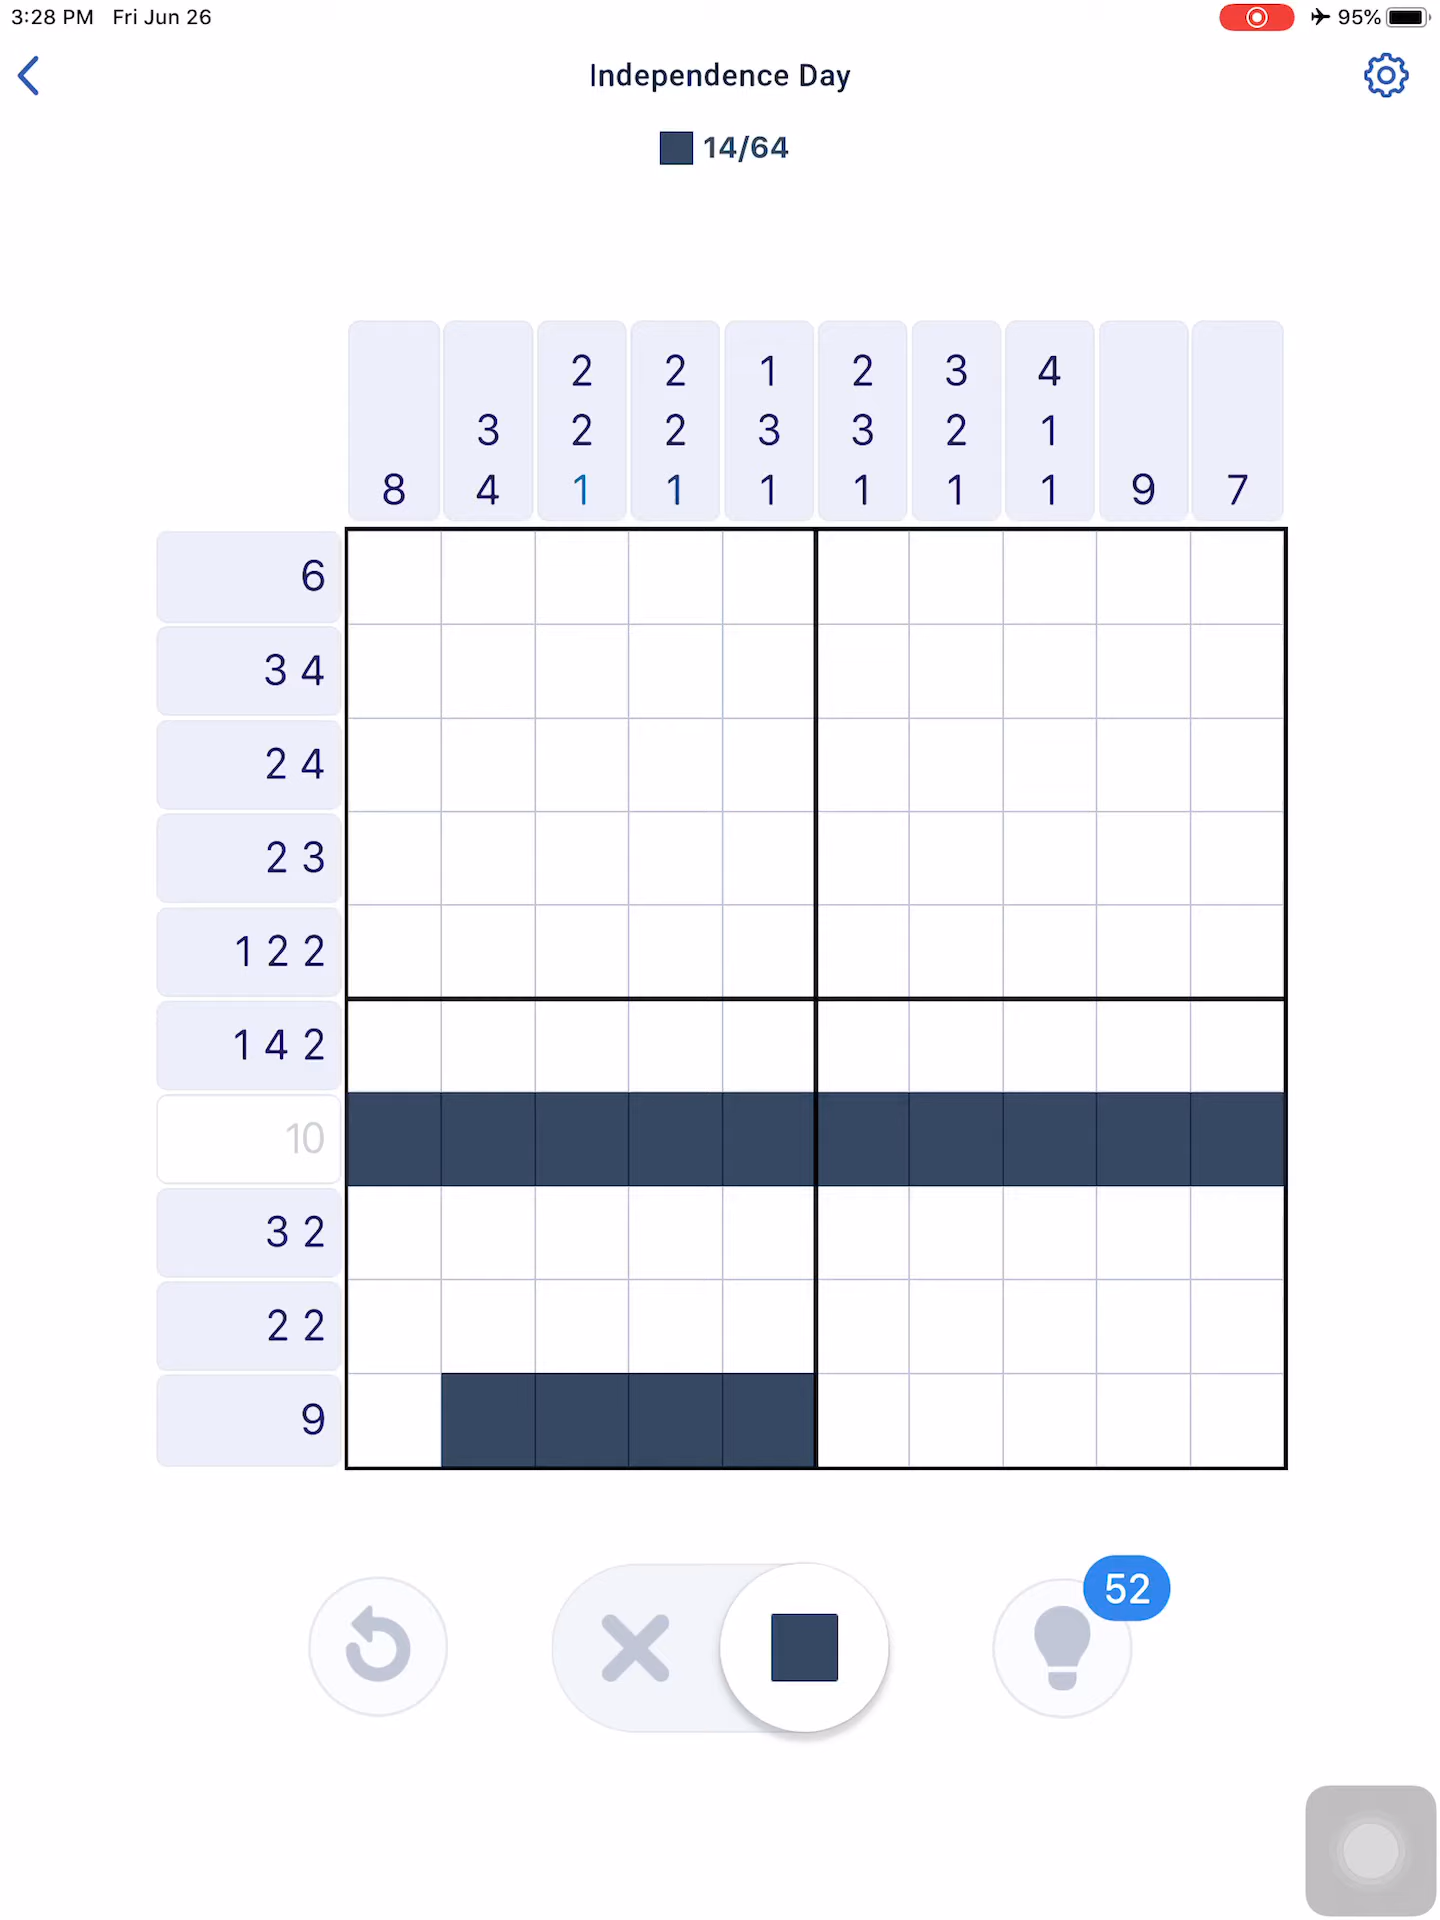 3:28 PM Fri Jun 26 95%
Independence Day
14/64
2 2 1 2 3 4
3 2 2 3 3 2 1
8 4 1 1 1 1 1 1 9 7
6
3 4
2 4
2 3
1 2 2
1 4 2
10
3 2
2 2
9
52